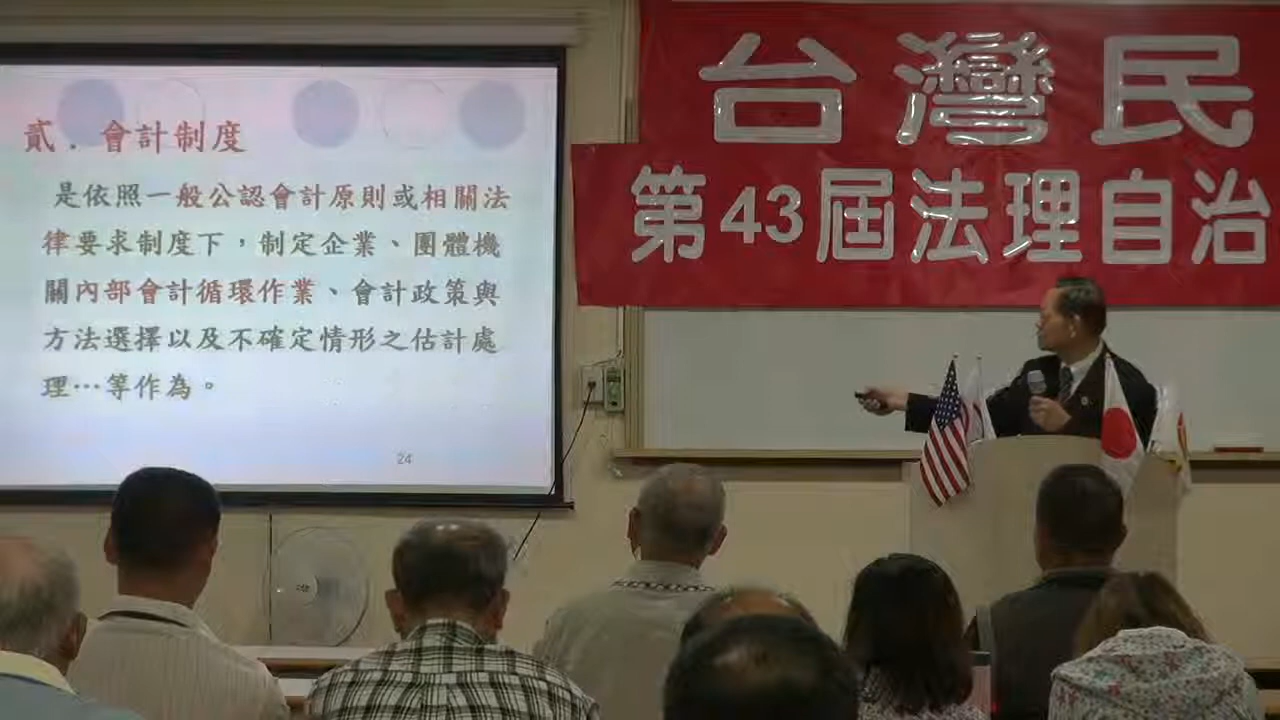 貳．會計制度
是依照一般公認會計原則或相關法
律要求制度下，制定企業、團體機
關內部會計循環作業、會計政策與
方法選擇以及不確定情形之估計處
理…等作為。
24
台灣民
第43屆法理自治